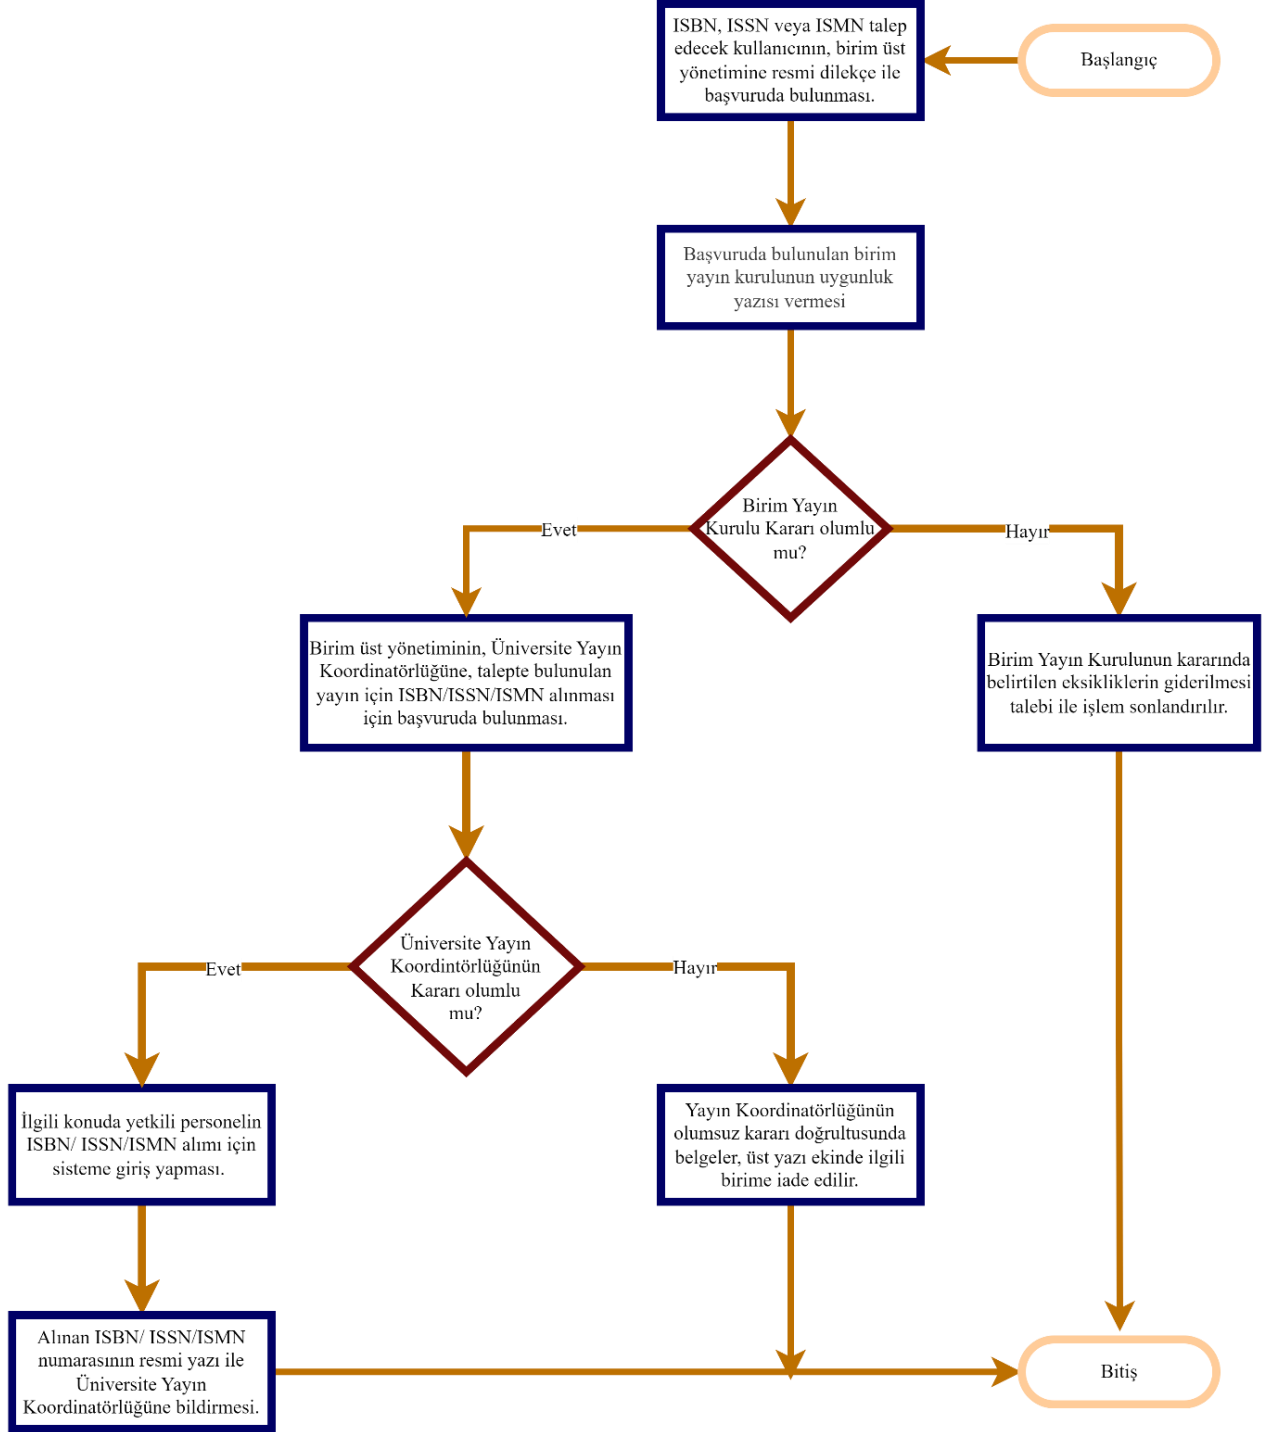 Başlangıç
ISBN, ISSN veya ISMN talep
edecek kullanıcının, birim üst
yönetimine resmi dilekçe ile
başvuruda bulunması.
Başvuruda bulunulan birim
yayın kurulunun uygunluk
yazısı vermesi
Birim Yayın
Kurulu Kararı olumlu
mu?
Evet
Hayır
Birim üst yönetiminin, Üniversite Yayın
Koordinatörlüğüne, talepte bulunulan
yayın için ISBN/ISSN/ISMN alınması
için başvuruda bulunması.
Birim Yayın Kurulunun kararında
belirtilen eksikliklerin giderilmesi
talebi ile işlem sonlandırılır.
Üniversite Yayın
Koordintörlüğünün
Kararı olumlu
mu?
Evet
Hayır
İlgili konuda yetkili personelin
ISBN/ ISSN/ISMN alımı için
sisteme giriş yapması.
Yayın Koordinatörlüğünün
olumsuz kararı doğrultusunda
belgeler, üst yazı ekinde ilgili
birime iade edilir.
Alınan ISBN/ ISSN/ISMN
numarasının resmi yazı ile
Üniversite Yayın
Koordinatörlüğüne bildirmesi.
Bitiş